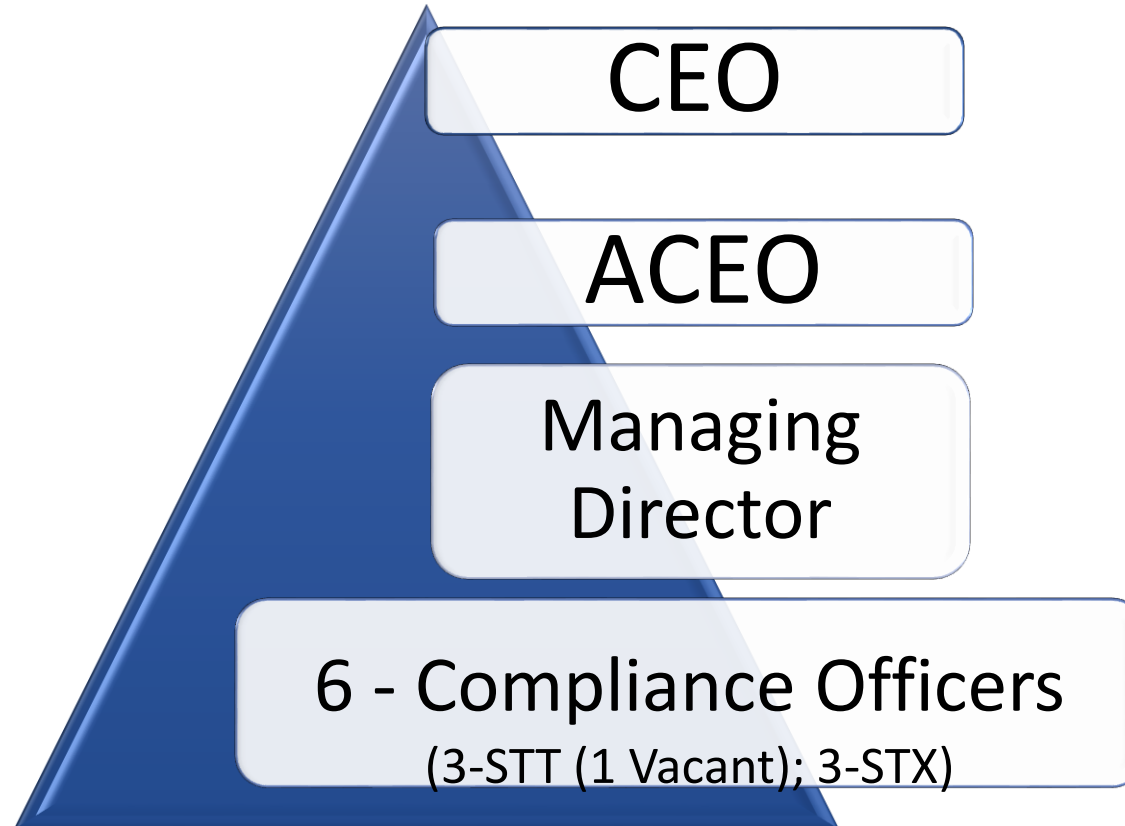 CEO
ACEO
Managing
Director
6 - Compliance Officers
(3-STT (1 Vacant); 3-STX)